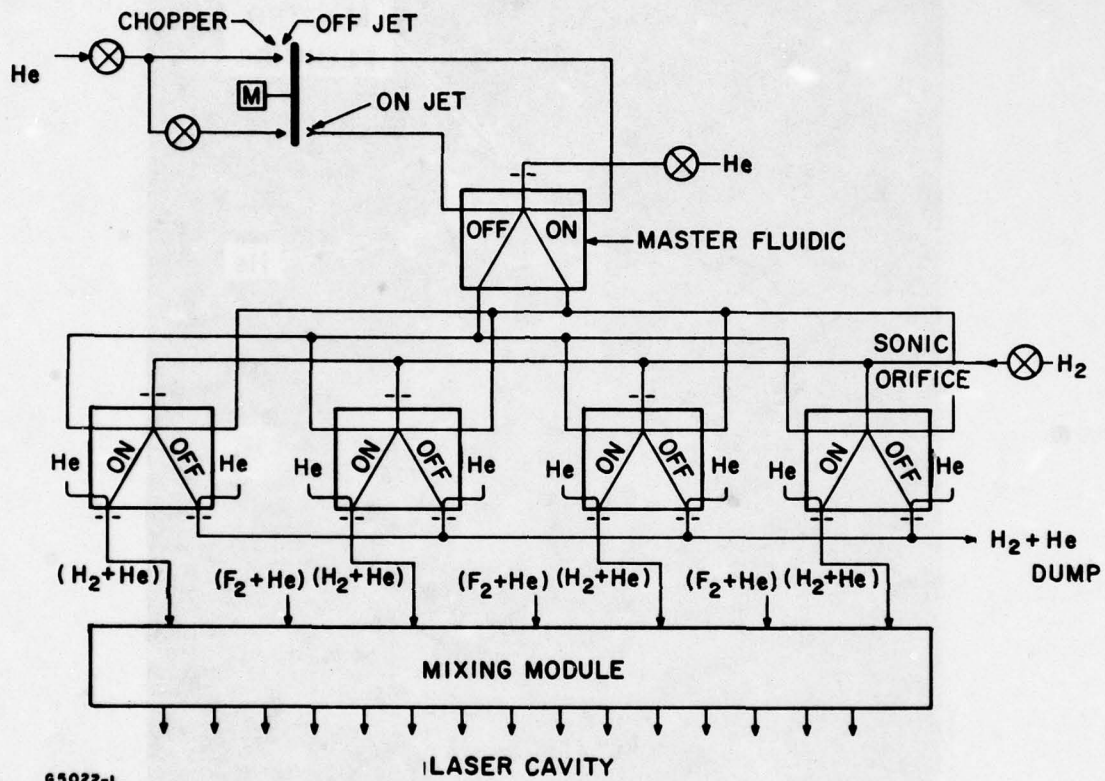 CHOPPER
OFF JET
He
M
ON JET
He
OFF
ON
MASTER FLUIDIC
SONIC
ORIFICE
H₂
He
ON
OFF
He
He
ON
OFF
He
He
ON
OFF
He
He
ON
OFF
He
H₂+He
DUMP
(H₂+He)
(F₂+He)
(H₂+He)
(F₂+He)
(H₂+He)
(F₂+He)
(H₂+He)
MIXING MODULE
LASER CAVITY
G5022-1